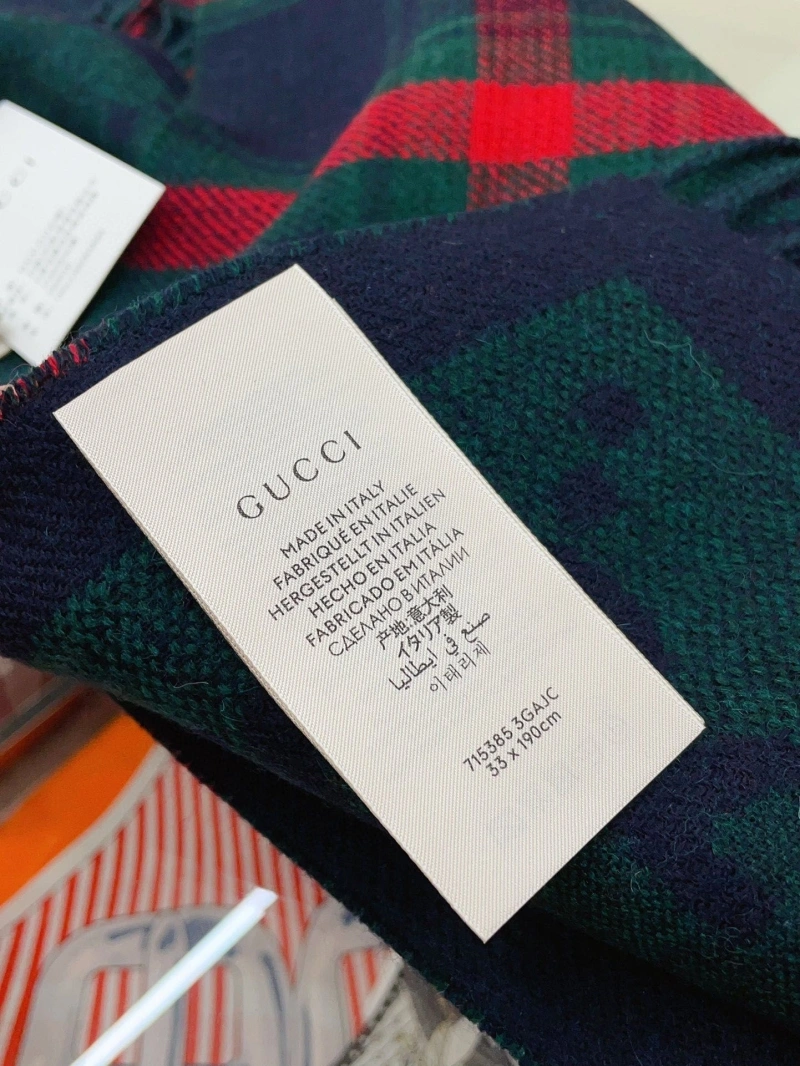 GUCCI
MADE IN ITALY
FABRIQUÉ EN ITALIE
HERGESTELLT IN ITALIEN
HECHO EN ITALIA
FABRICADO EM ITÁLIA
СДЕЛАНО В ИТАЛИИ
产地:意大利
イタリア製
صنع في إيطاليا
이태리제
715385 3GAJC
33 x 190cm